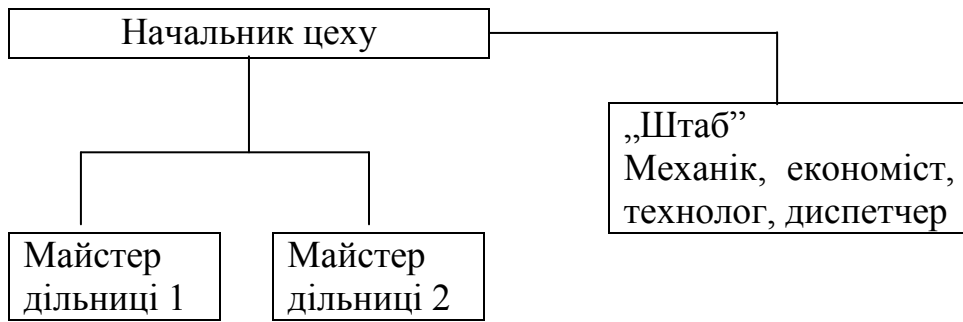 Начальник цеху
„Штаб”
Механік, економіст,
технолог, диспетчер
Майстер
дільниці 1
Майстер
дільниці 2